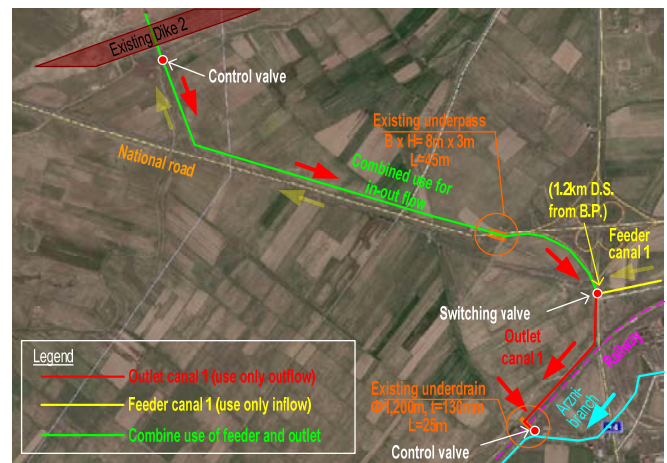 Existing Dike 2
Control valve
Existing underpass
B x H= 8m x 3m
L=45m
National road
Combined use for
in-out flow
(1.2km D.S.
from B.P.)
Feeder
canal 1
Switching valve
Outlet
canal 1
Railway
Legend
Outlet canal 1 (use only outflow)
Feeder canal 1 (use only inflow)
Combine use of feeder and outlet
Existing underdrain
Φ1,200m, t=130mm
L=25m
Arzni-
branch
Control valve